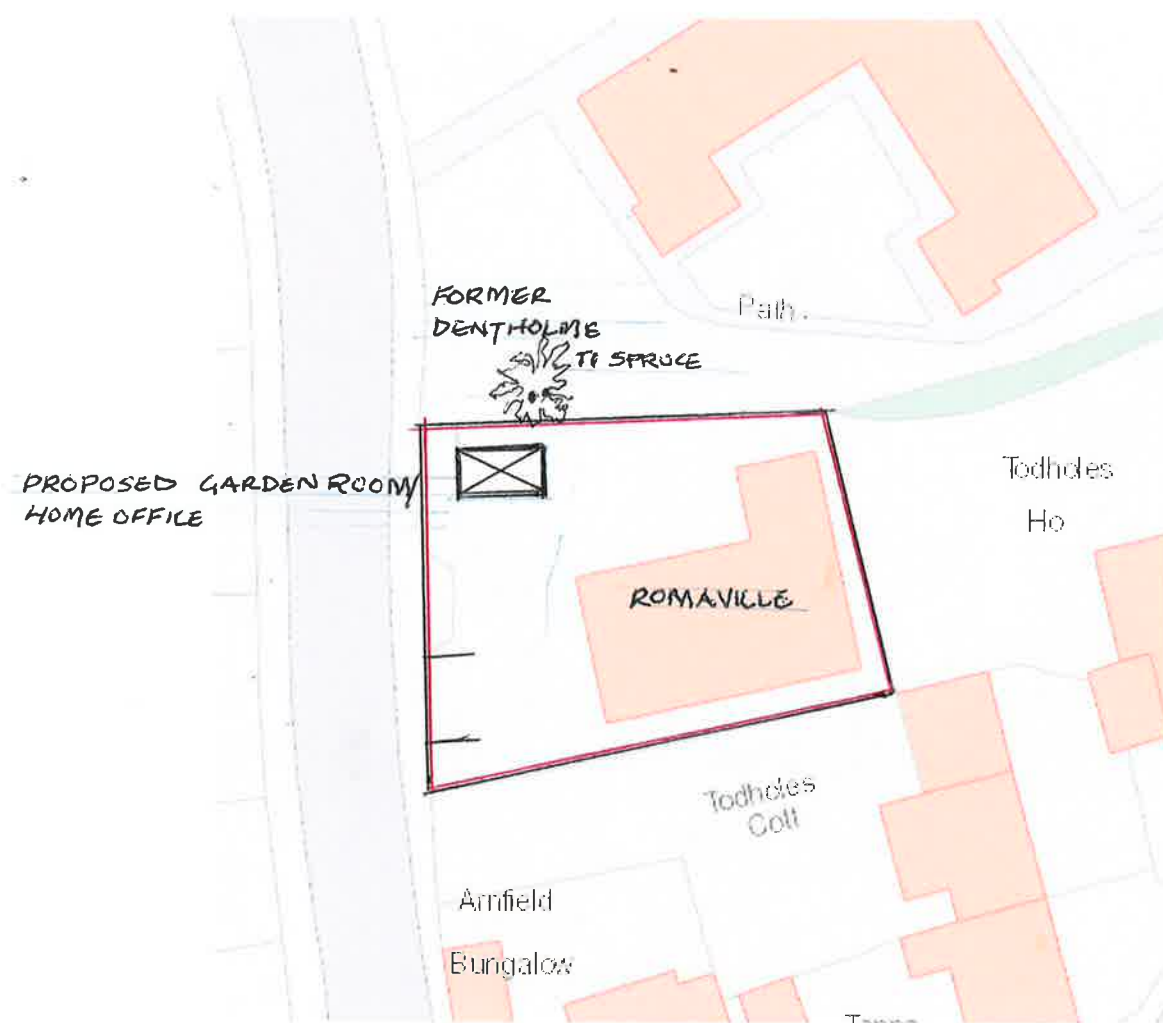 FORMER
DENTHOLME
T1 SPRUCE
Path
PROPOSED GARDEN ROOM/
HOME OFFICE
Todholes
Ho
ROMAVILLE
Todholes
Cott
Arnfield
Bungalow